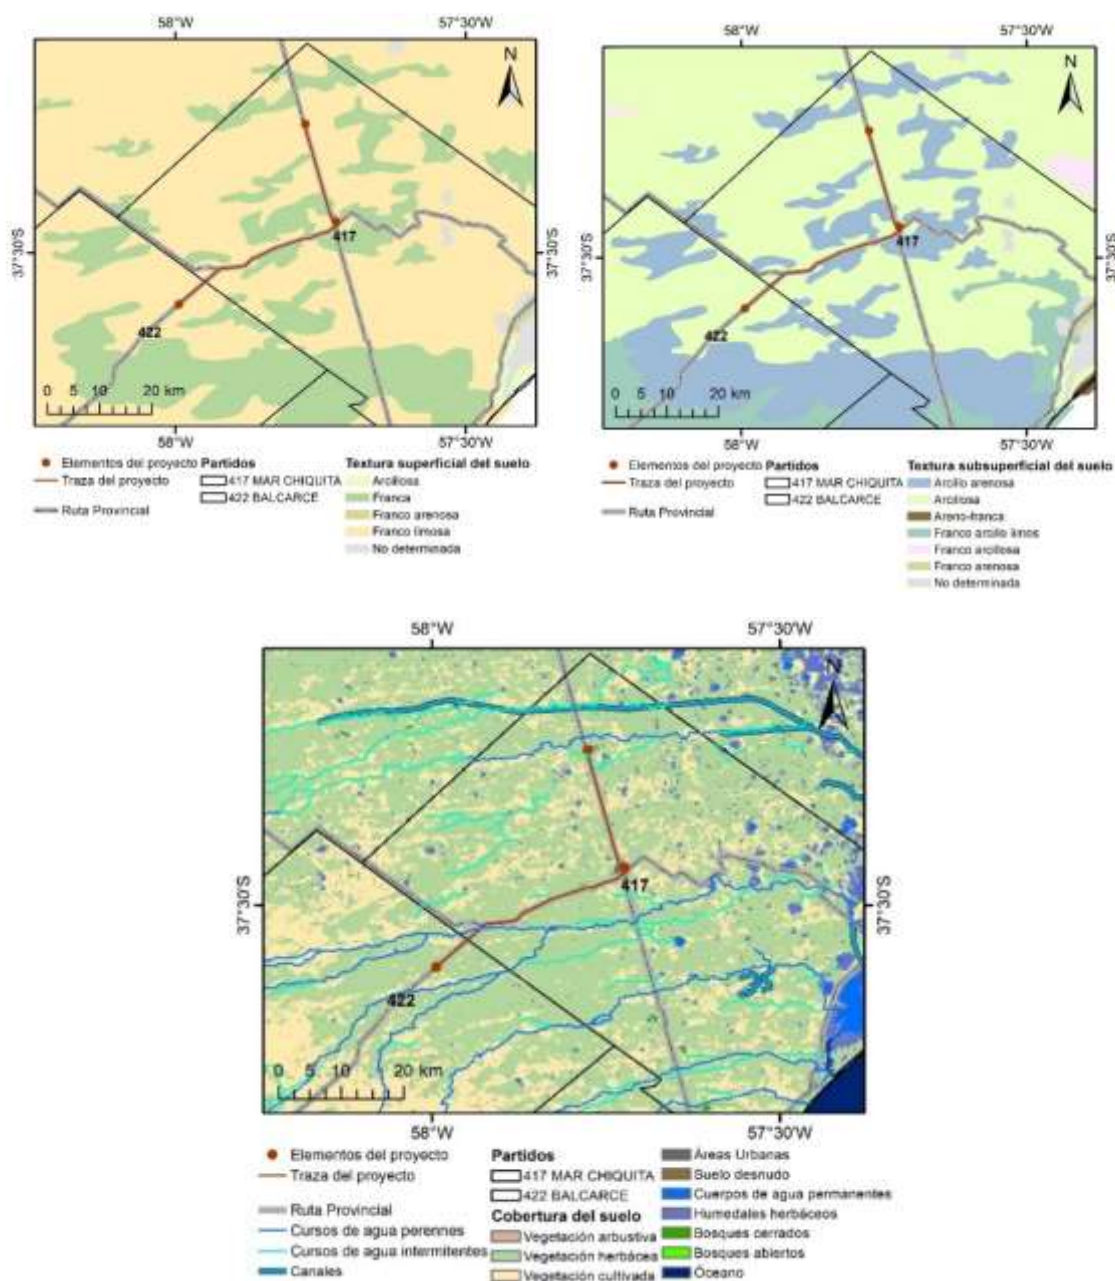 58°W
57°30'W
N
37°30'S
37°30'S
417
422
0 5 10 20 km
58°W
57°30'W
Elementos del proyecto
Traza del proyecto
Ruta Provincial
Partidos
417 MAR CHIQUITA
422 BALCARCE
Textura superficial del suelo
Arcillosa
Franca
Franco arenosa
Franco limosa
No determinada
58°W
57°30'W
N
37°30'S
37°30'S
417
422
0 5 10 20 km
58°W
57°30'W
Elementos del proyecto
Traza del proyecto
Ruta Provincial
Partidos
417 MAR CHIQUITA
422 BALCARCE
Textura subsuperficial del suelo
Arcillo arenosa
Arcillosa
Areno-franca
Franco arcillo limos
Franco arcillosa
Franco arenosa
No determinada
58°W
57°30'W
N
37°30'S
37°30'S
417
422
0 5 10 20 km
58°W
57°30'W
Elementos del proyecto
Traza del proyecto
Ruta Provincial
Cursos de agua perennes
Cursos de agua intermitentes
Canales
Partidos
417 MAR CHIQUITA
422 BALCARCE
Cobertura del suelo
Vegetación arbustiva
Vegetación herbácea
Vegetación cultivada
Áreas Urbanas
Suelo desnudo
Cuerpos de agua permanentes
Humedales herbáceos
Bosques cerrados
Bosques abiertos
Óceano